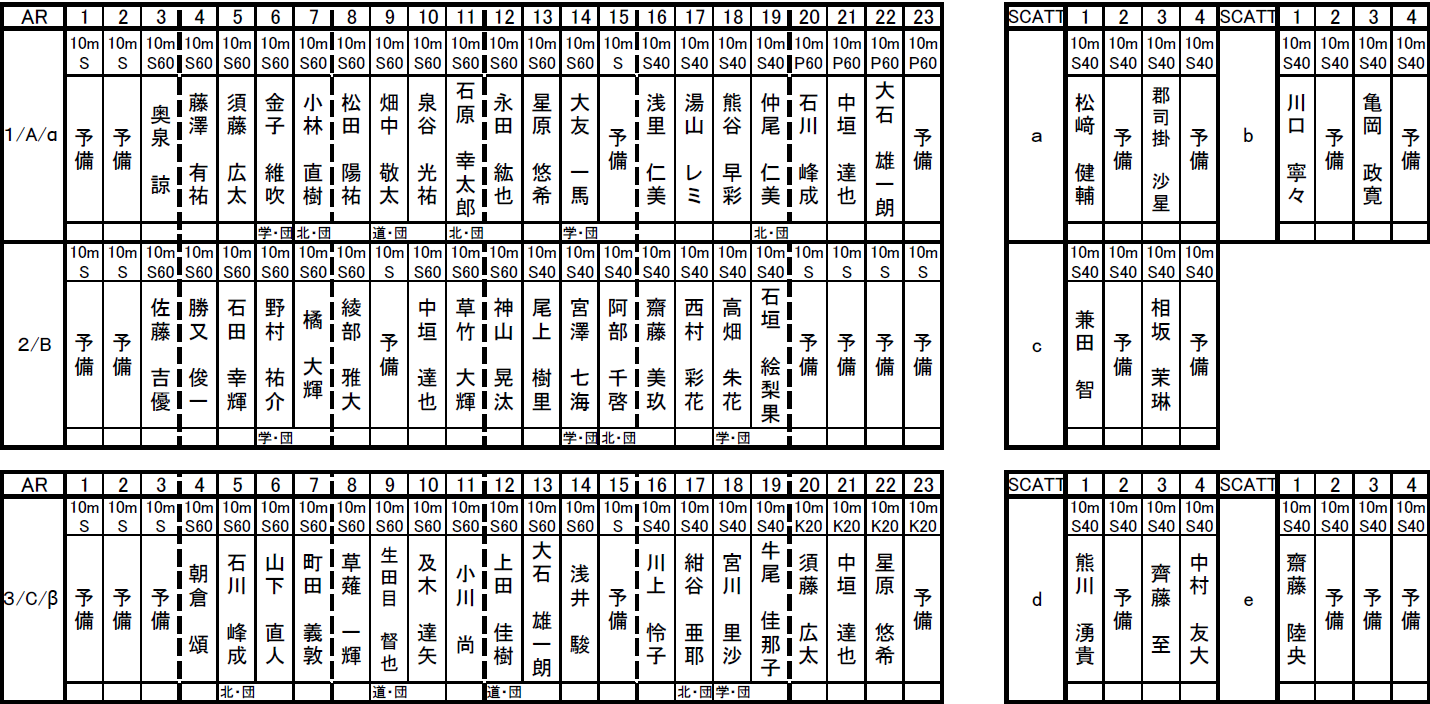 AR 1 2 3 4 5 6 7 8 9 10 11 12 13 14 15 16 17 18 19 20 21 22 23
10m S 10m S 10m S60 10m S60 10m S60 10m S60 10m S60 10m S60 10m S60 10m S60 10m S60 10m S60 10m S60 10m S60 10m S 10m S40 10m S40 10m S40 10m S40 10m P60 10m P60 10m P60 10m P60
1/A/α 予備 予備 奥泉 諒 藤澤 有祐 須藤 広太 金子 維吹 小林 直樹 松田 陽祐 畑中 敬太 泉谷 光祐 石原 幸太郎 永田 紘也 星原 悠希 大友 一馬 予備 浅里 仁美 湯山 レミ 熊谷 早彩 仲尾 仁美 石川 峰成 中垣 達也 大石 雄一朗 予備
学・団 北・団 道・団 北・団 学・団 北・団
10m S 10m S 10m S60 10m S60 10m S60 10m S60 10m S60 10m S60 10m S 10m S60 10m S60 10m S40 10m S40 10m S40 10m S40 10m S40 10m S40 10m S40 10m S40 10m S 10m S 10m S 10m S
2/B 予備 予備 佐藤 吉優 勝又 俊一 石田 幸輝 野村 祐介 橘 大輝 綾部 雅大 予備 中垣 達也 草竹 大輝 神山 晃汰 尾上 樹里 宮澤 七海 阿部 千啓 齋藤 美玖 西村 彩花 高畑 朱花 石垣 絵梨果 予備 予備 予備 予備
学・団 学・団 北・団 学・団
AR 1 2 3 4 5 6 7 8 9 10 11 12 13 14 15 16 17 18 19 20 21 22 23
10m S 10m S 10m S 10m S60 10m S60 10m S60 10m S60 10m S60 10m S60 10m S60 10m S60 10m S60 10m S60 10m S60 10m S 10m S40 10m S40 10m S40 10m S40 10m K20 10m K20 10m K20 10m K20
3/C/β 予備 予備 予備 朝倉 頌 石川 峰成 山下 直人 町田 義敦 草薙 一輝 生田目 督也 及木 達矢 小川 尚 上田 佳樹 大石 雄一朗 浅井 駿 予備 川上 怜子 紺谷 亜耶 宮川 里沙 牛尾 佳那子 須藤 広太 中垣 達也 星原 悠希 予備
北・団 道・団 道・団 北・団 学・団
SCATT 1 2 3 4 SCATT 1 2 3 4
10m S40 10m S40 10m S40 10m S40 10m S40 10m S40 10m S40 10m S40
a 松﨑 健輔 予備 郡司掛 沙星 予備 b 川口 寧々 予備 亀岡 政寛 予備
10m S40 10m S40 10m S40 10m S40
c 兼田 智 予備 相坂 茉琳 予備
SCATT 1 2 3 4 SCATT 1 2 3 4
10m S40 10m S40 10m S40 10m S40 10m S40 10m S40 10m S40 10m S40
d 熊川 湧貴 予備 齊藤 至 中村 友大 e 齋藤 陸央 予備 予備 予備